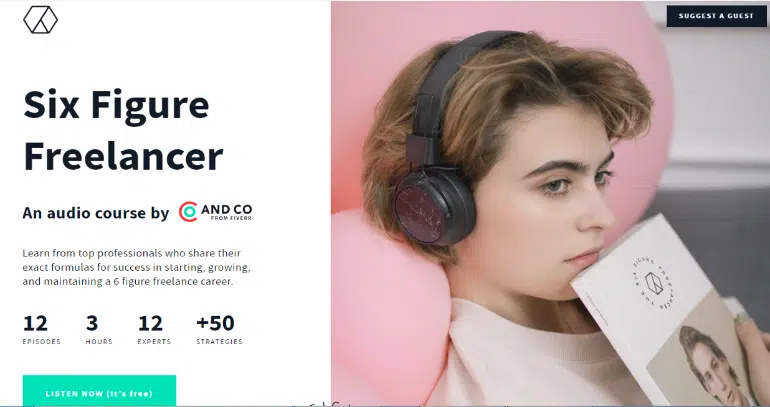 SUGGEST A GUEST
Six Figure
Freelancer
An audio course by AND CO
FROM FIVERR
Learn from top professionals who share their
exact formulas for success in starting, growing,
and maintaining a 6 figure freelance career.
12 3 12 +50
EPISODES HOURS EXPERTS STRATEGIES
LISTEN NOW (It's free)